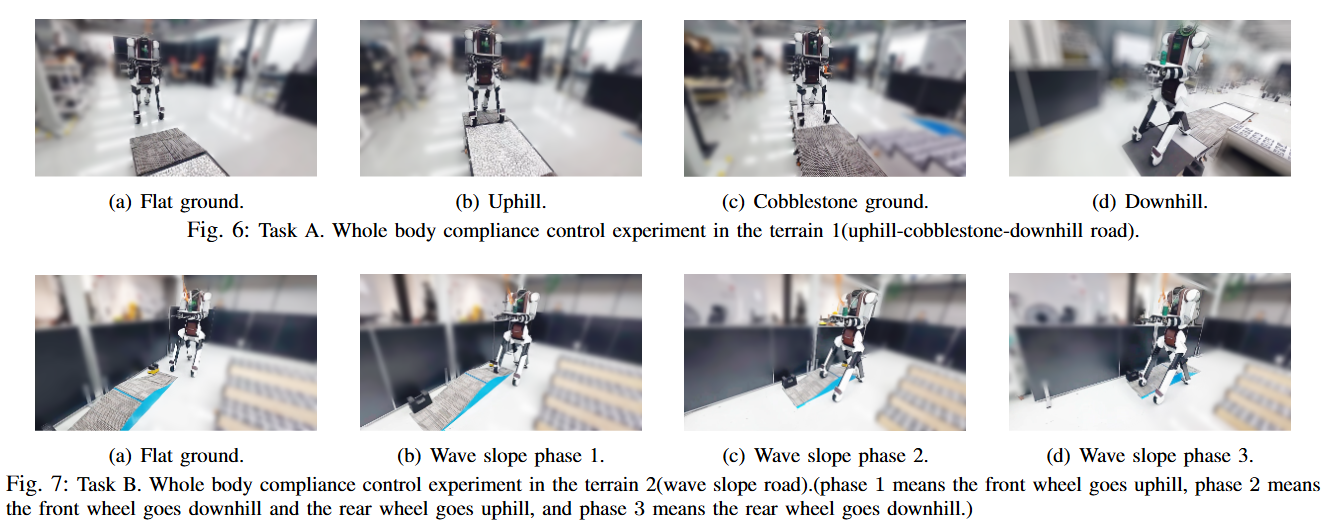 (a) Flat ground.
(b) Uphill.
(c) Cobblestone ground.
(d) Downhill.
Fig. 6: Task A. Whole body compliance control experiment in the terrain 1(uphill-cobblestone-downhill road).
(a) Flat ground.
(b) Wave slope phase 1.
(c) Wave slope phase 2.
(d) Wave slope phase 3.
Fig. 7: Task B. Whole body compliance control experiment in the terrain 2(wave slope road).(phase 1 means the front wheel goes uphill, phase 2 means
the front wheel goes downhill and the rear wheel goes uphill, and phase 3 means the rear wheel goes downhill.)